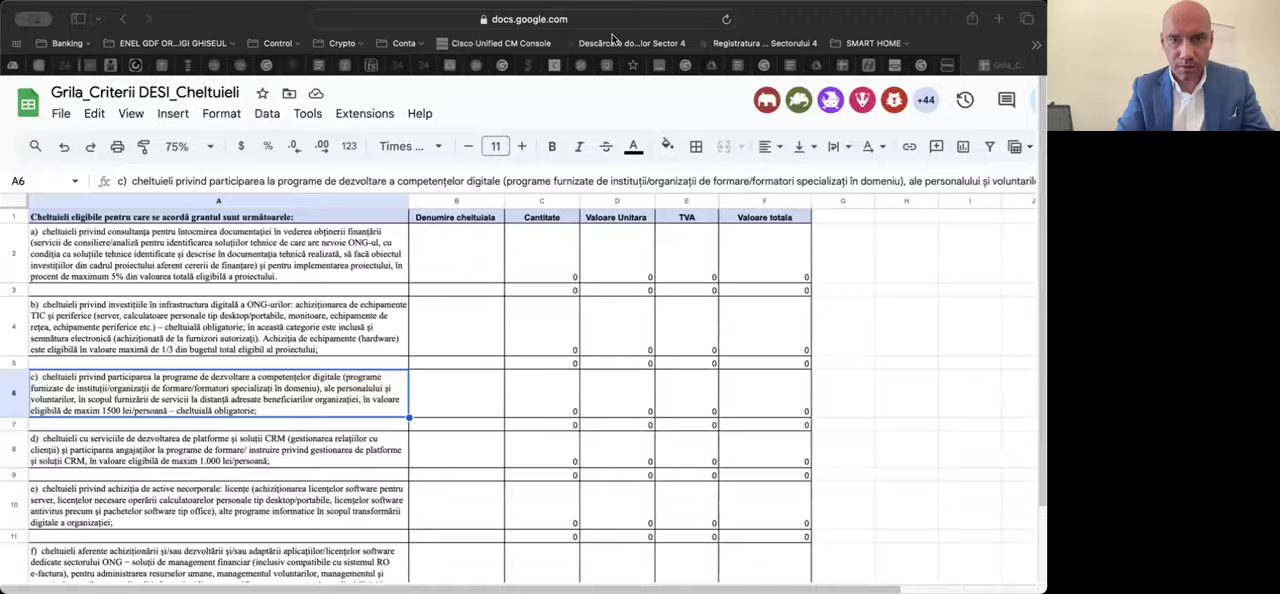 docs.google.com
Banking
ENEL GDF OR...IGI GHISEUL
Control
Crypto
Conta
Cisco Unified CM Console
Registratura ... Sectorului 4
SMART HOME
Grila_C...
Grila_Criterii DESI_Cheltuieli
+44
File Edit View Insert Format Data Tools Extensions Help
75% $ % .0 .00 123 Times ... 11 B I A
A6 fx c) cheltuieli privind participarea la programe de dezvoltare a competențelor digitale (programe furnizate de instituții/organizații de formare/formatori specializați în domeniu), ale personalului și voluntaril
A B C D E F G H I J
1 Cheltuieli eligibile pentru care se acordă grantul sunt următoarele: Denumire cheltuiala Cantitate Valoare Unitara TVA Valoare totala
a) cheltuieli privind consultanța pentru întocmirea documentației în vederea obținerii finanțării
(servicii de consiliere/analiză pentru identificarea soluțiilor tehnice de care are nevoie ONG-ul, cu
2 condiția ca soluțiile tehnice identificate și descrise în documentația tehnică realizată, să facă obiectul
investițiilor din cadrul proiectului aferent cererii de finanțare) și pentru implementarea proiectului, în
procent de maximum 5% din valoarea totală eligibilă a proiectului. 0 0 0 0
3 0 0 0 0
b) cheltuieli privind investițiile în infrastructura digitală a ONG-urilor: achiziționarea de echipamente
TIC și periferice (server, calculatoare personale tip desktop/portabile, monitoare, echipamente de
4 rețea, echipamente periferice etc.) – cheltuială obligatorie; în această categorie este inclusă și
semnătura electronică (achiziționată de la furnizori autorizați). Achiziția de echipamente (hardware)
este eligibilă în valoare maximă de 1/3 din bugetul total eligibil al proiectului; 0 0 0 0
5 0 0 0 0
c) cheltuieli privind participarea la programe de dezvoltare a competențelor digitale (programe
furnizate de instituții/organizații de formare/formatori specializați în domeniu), ale personalului și
6 voluntarilor, în scopul furnizării de servicii la distanță adresate beneficiarilor organizației, în valoare
eligibilă de maxim 1500 lei/persoană – cheltuială obligatorie; 0 0 0 0
7 0 0 0 0
d) cheltuieli cu serviciile de dezvoltarea de platforme și soluții CRM (gestionarea relațiilor cu
8 clienții) și participarea angajaților la programe de formare/ instruire privind gestionarea de platforme
și soluții CRM, în valoare eligibilă de maxim 1.000 lei/persoană; 0 0 0 0
9 0 0 0 0
e) cheltuieli privind achiziția de active necorporale: licențe (achiziționarea licențelor software pentru
10 server, licențelor necesare operării calculatoarelor personale tip desktop/portabile, licențelor software
antivirus precum și pachetelor software tip office), alte programe informatice în scopul transformării
digitale a organizației; 0 0 0 0
11 0 0 0 0
f) cheltuieli aferente achiziționării și/sau dezvoltării și/sau adaptării aplicațiilor/licențelor software
dedicate sectorului ONG – soluții de management financiar (inclusiv compatibile cu sistemul RO
e-factura), pentru administrarea resurselor umane, managementul voluntarilor, managementul și